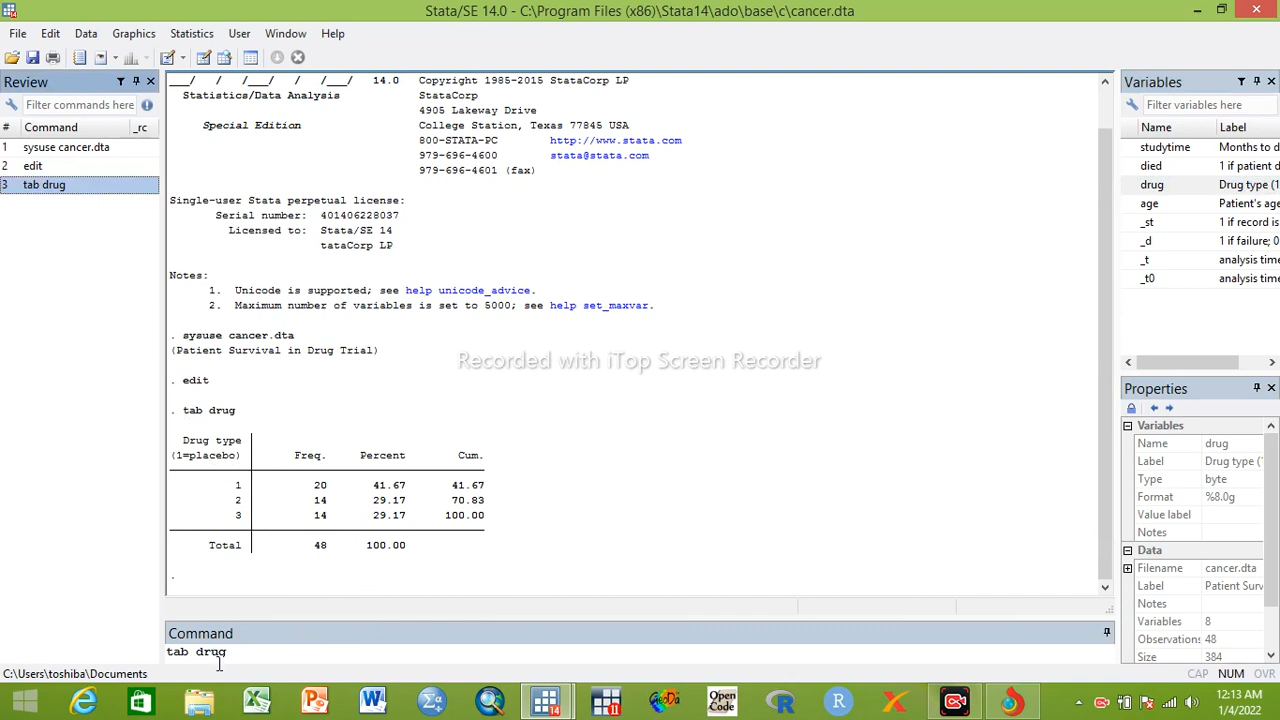 Stata/SE 14.0 - C:\Program Files (x86)\Stata14\ado\base\c\cancer.dta
File Edit Data Graphics Statistics User Window Help
Review
Filter commands here
# Command _rc
1 sysuse cancer.dta
2 edit
3 tab drug
___/ / /___/ / /___/ 14.0 Copyright 1985-2015 StataCorp LP
Statistics/Data Analysis StataCorp
4905 Lakeway Drive
Special Edition College Station, Texas 77845 USA
800-STATA-PC http://www.stata.com
979-696-4600 stata@stata.com
979-696-4601 (fax)
Single-user Stata perpetual license:
Serial number: 401406228037
Licensed to: Stata/SE 14
tataCorp LP
Notes:
1. Unicode is supported; see help unicode_advice.
2. Maximum number of variables is set to 5000; see help set_maxvar.
. sysuse cancer.dta
(Patient Survival in Drug Trial)
Recorded with iTop Screen Recorder
. edit
. tab drug
Drug type
(1=placebo) Freq. Percent Cum.
1 20 41.67 41.67
2 14 29.17 70.83
3 14 29.17 100.00
Total 48 100.00
.
Command
tab drug
Variables
Filter variables here
Name Label
studytime Months to d
died 1 if patient d
drug Drug type (1
age Patient's age
_st 1 if record is
_d 1 if failure; 0
_t analysis time
_t0 analysis time
Properties
Variables
Name drug
Label Drug type (
Type byte
Format %8.0g
Value label
Notes
Data
Filename cancer.dta
Label Patient Surv
Notes
Variables 8
Observations 48
Size 384
C:\Users\toshiba\Documents
CAP NUM OVR
14
11
GeoDa
Open
Code
R
R
12:13 AM
1/4/2022